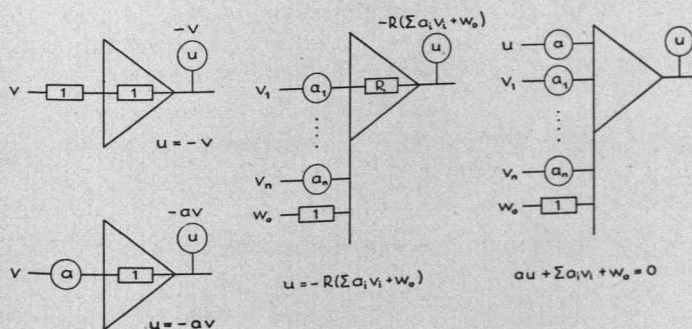 -v
u
v 1 1
u = -v
-av
u
v a 1
u = -av
-R(Σaᵢvᵢ+w₀)
u
v₁ a₁ R
vₙ aₙ
w₀ 1
u = -R(Σaᵢvᵢ+w₀)
u a u
v₁ a₁
vₙ aₙ
w₀ 1
au + Σaᵢvᵢ + w₀ = 0